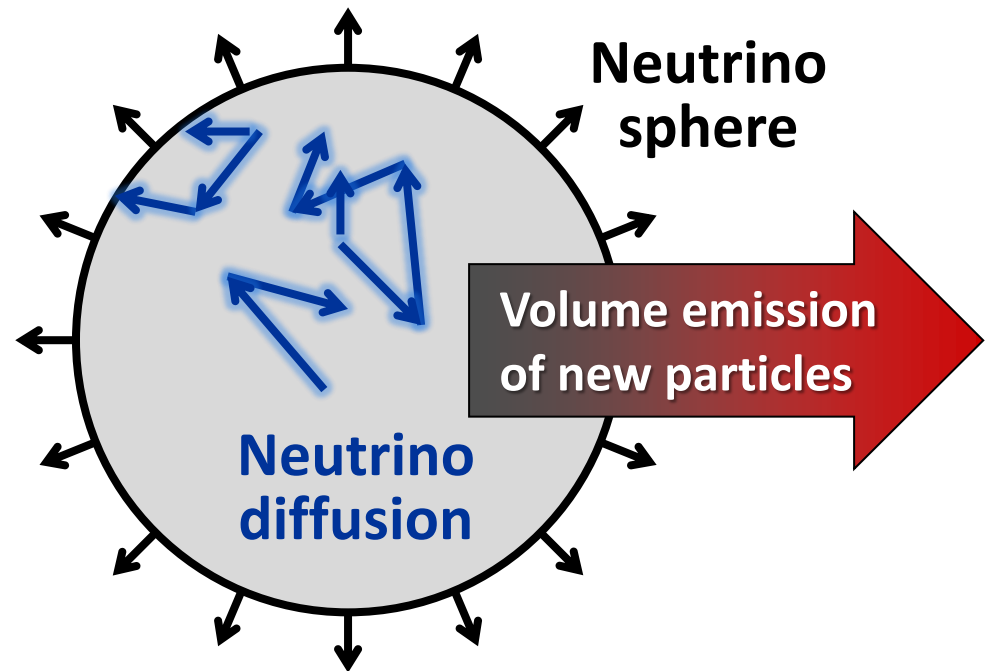 Neutrino
sphere
Volume emission
of new particles
Neutrino
diffusion